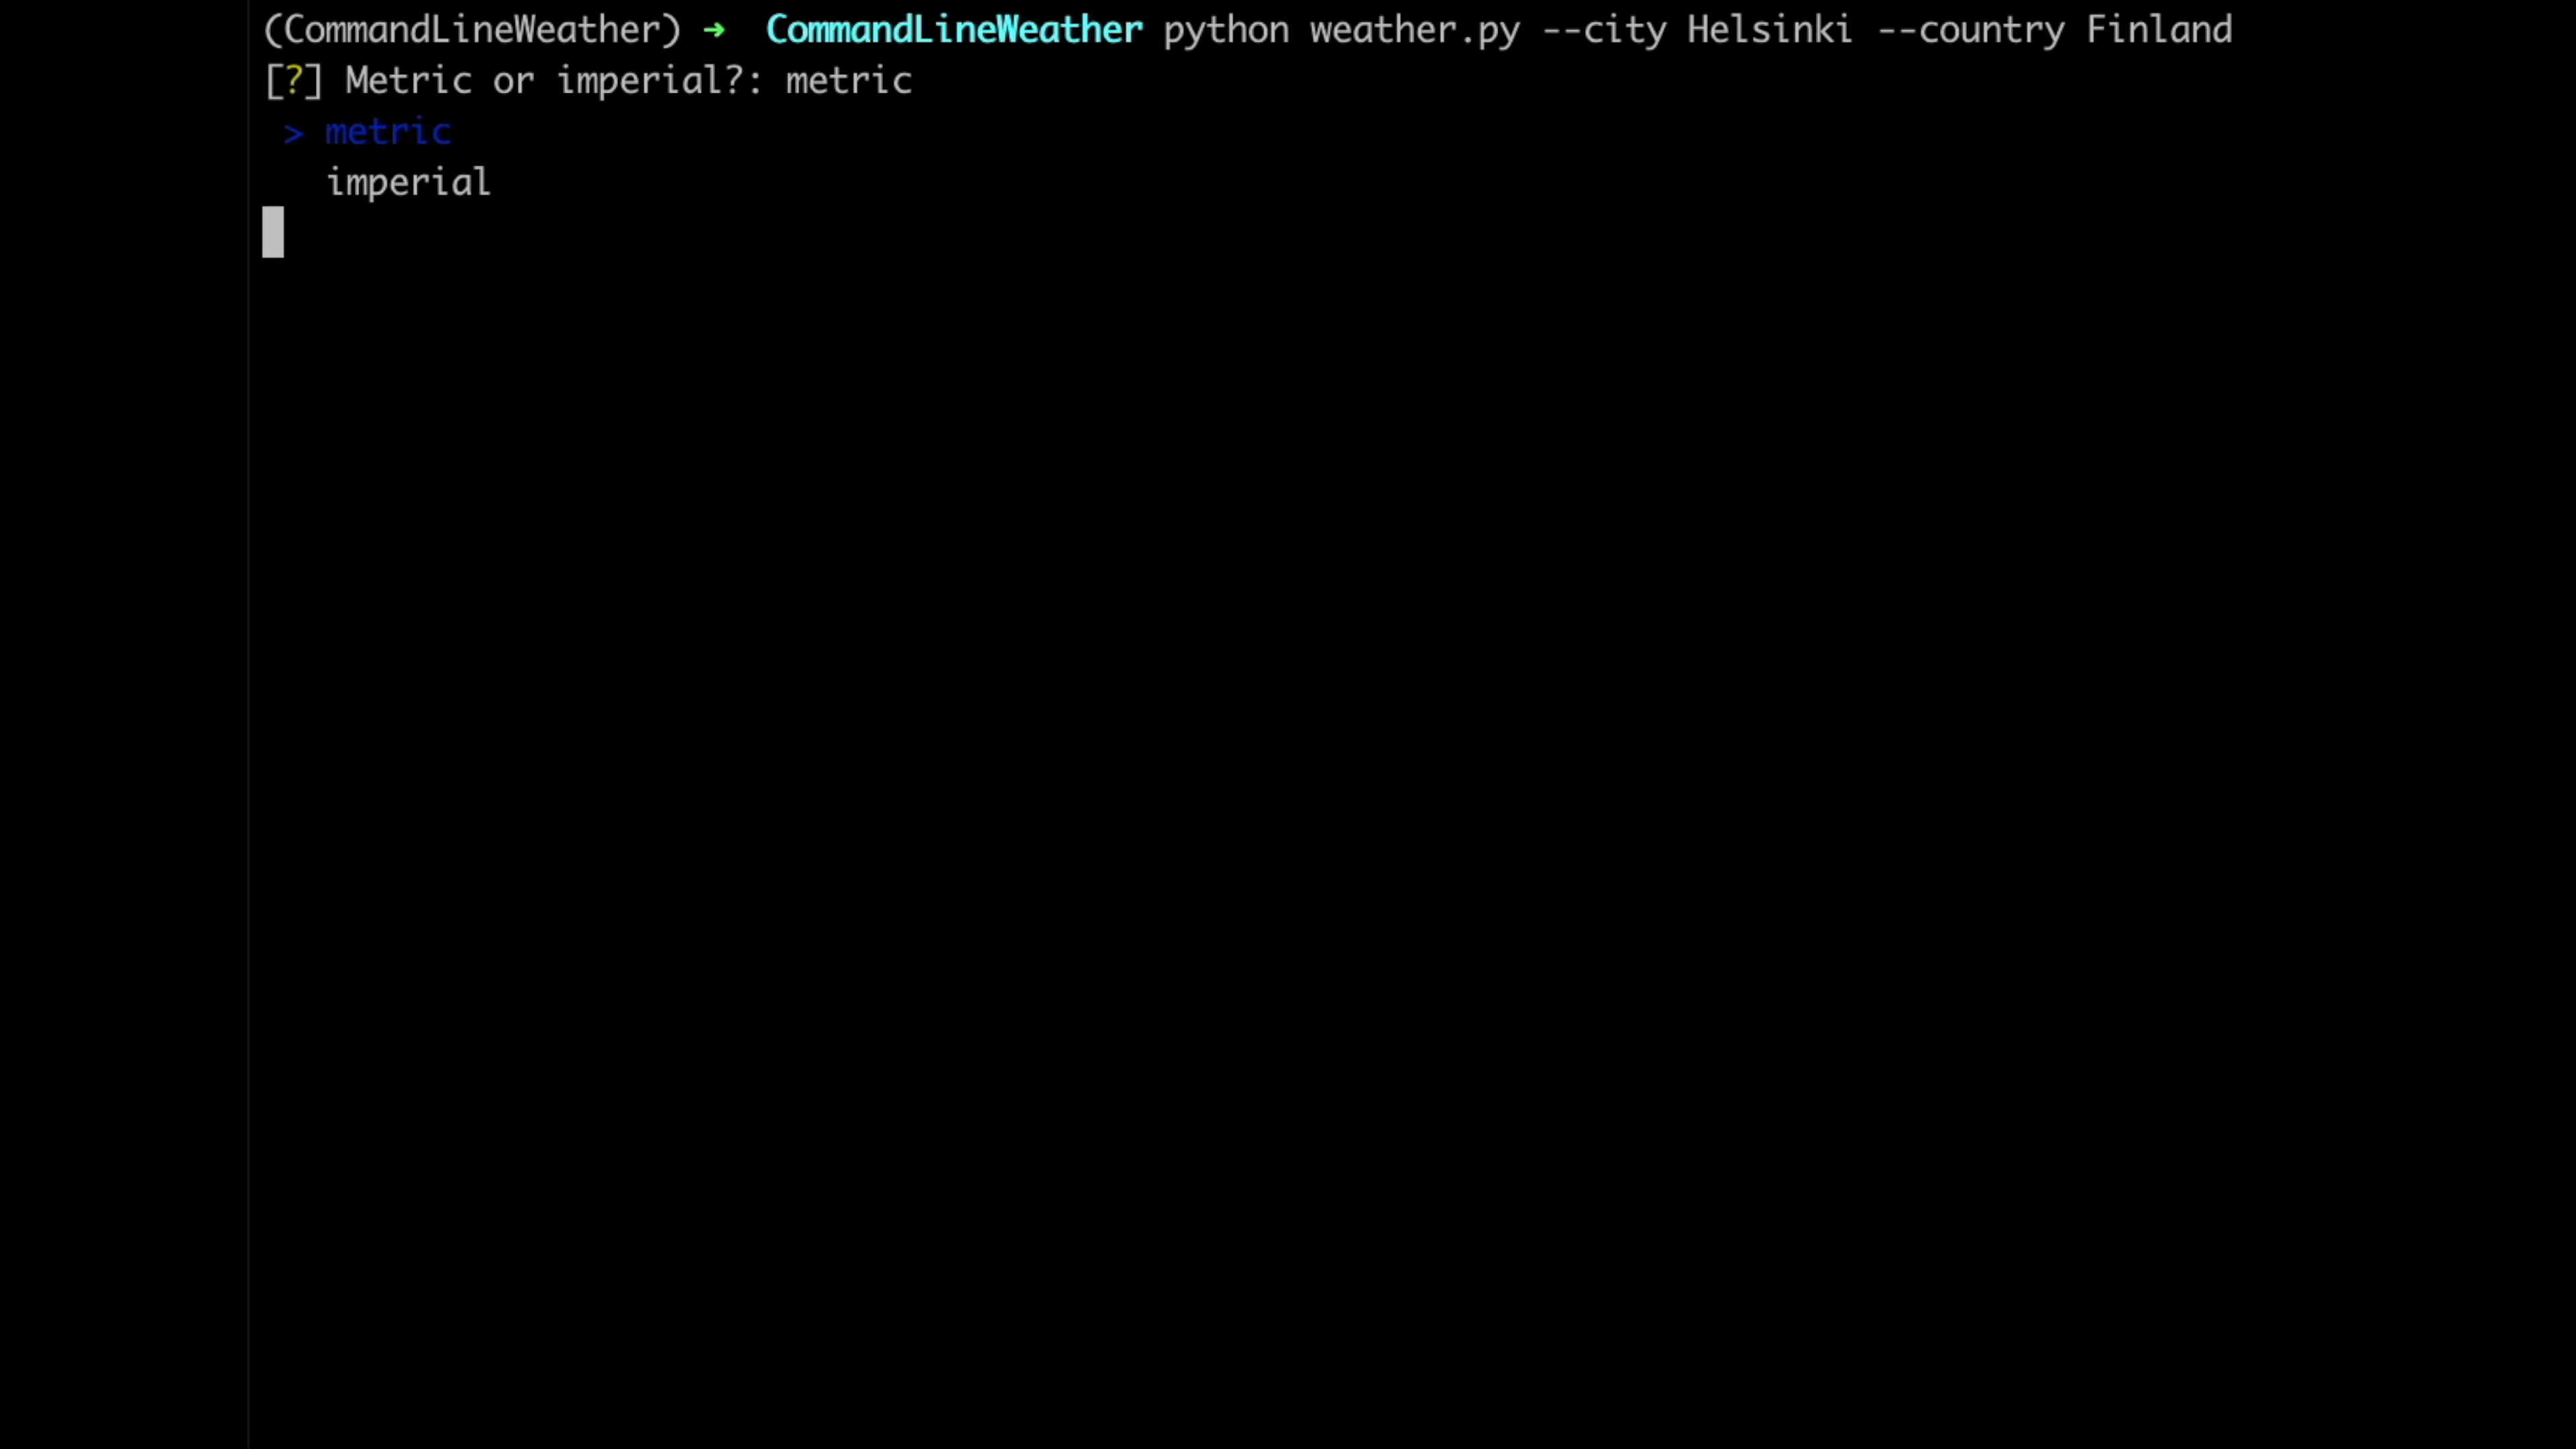 (CommandLineWeather) ➜  CommandLineWeather python weather.py --city Helsinki --country Finland
[?] Metric or imperial?: metric
 > metric
   imperial